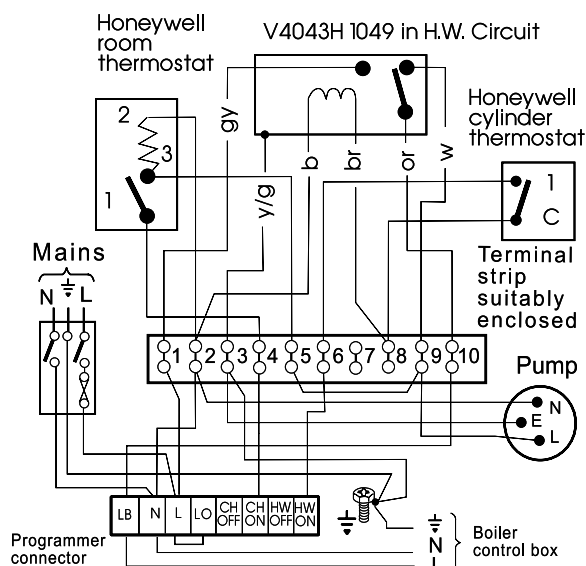 Honeywell
room
thermostat
V4043H 1049 in H.W. Circuit
Honeywell
cylinder
thermostat
2
3
1
gy
b
br
or
w
y/g
1
C
Mains
N L
Terminal
strip
suitably
enclosed
1 2 3 4 5 6 7 8 9 10
Pump
N
E
L
LB N L LO CH OFF CH ON HW OFF HW ON
Programmer
connector
N
L
Boiler
control box